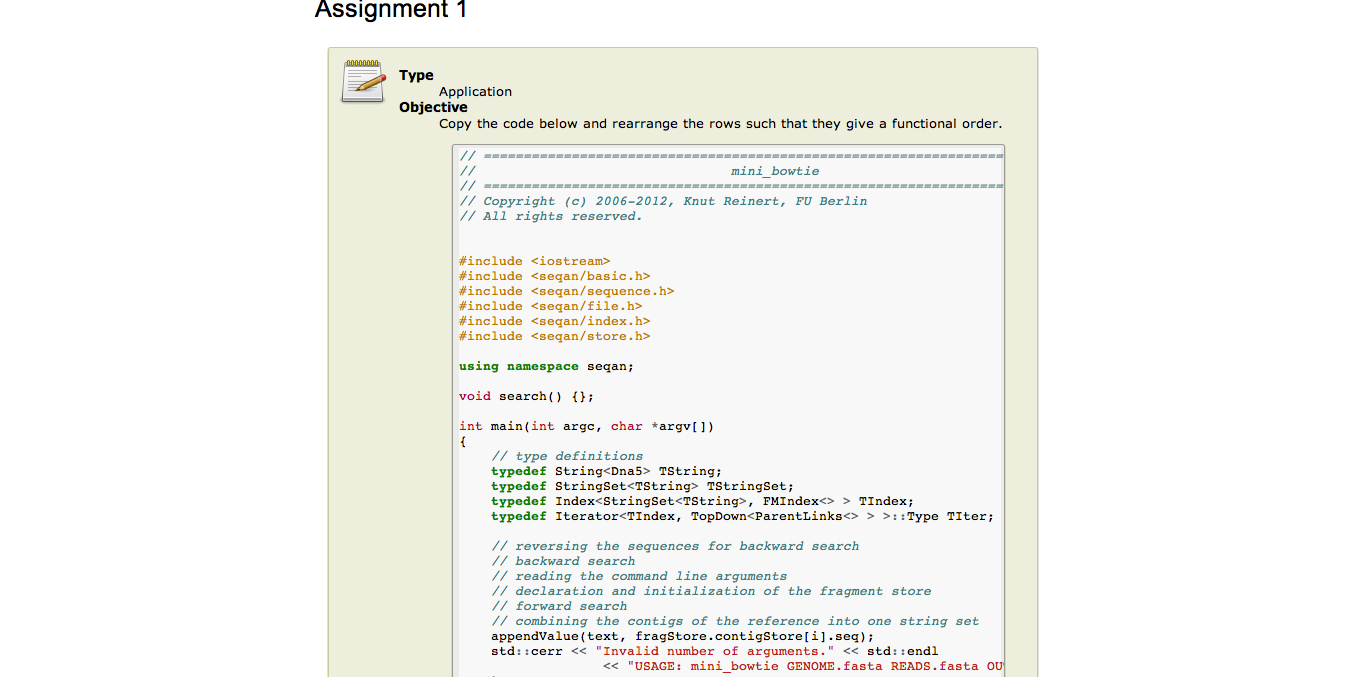 Assignment 1
Type
Application
Objective
Copy the code below and rearrange the rows such that they give a functional order.
// =================================================================
// mini_bowtie
// =================================================================
// Copyright (c) 2006-2012, Knut Reinert, FU Berlin
// All rights reserved.
#include <iostream>
#include <seqan/basic.h>
#include <seqan/sequence.h>
#include <seqan/file.h>
#include <seqan/index.h>
#include <seqan/store.h>
using namespace seqan;
void search() {};
int main(int argc, char *argv[])
{
// type definitions
typedef String<Dna5> TString;
typedef StringSet<TString> TStringSet;
typedef Index<StringSet<TString>, FMIndex<> > TIndex;
typedef Iterator<TIndex, TopDown<ParentLinks<> > >::Type TIter;
// reversing the sequences for backward search
// backward search
// reading the command line arguments
// declaration and initialization of the fragment store
// forward search
// combining the contigs of the reference into one string set
appendValue(text, fragStore.contigStore[i].seq);
std::cerr << "Invalid number of arguments." << std::endl
<< "USAGE: mini_bowtie GENOME.fasta READS.fasta